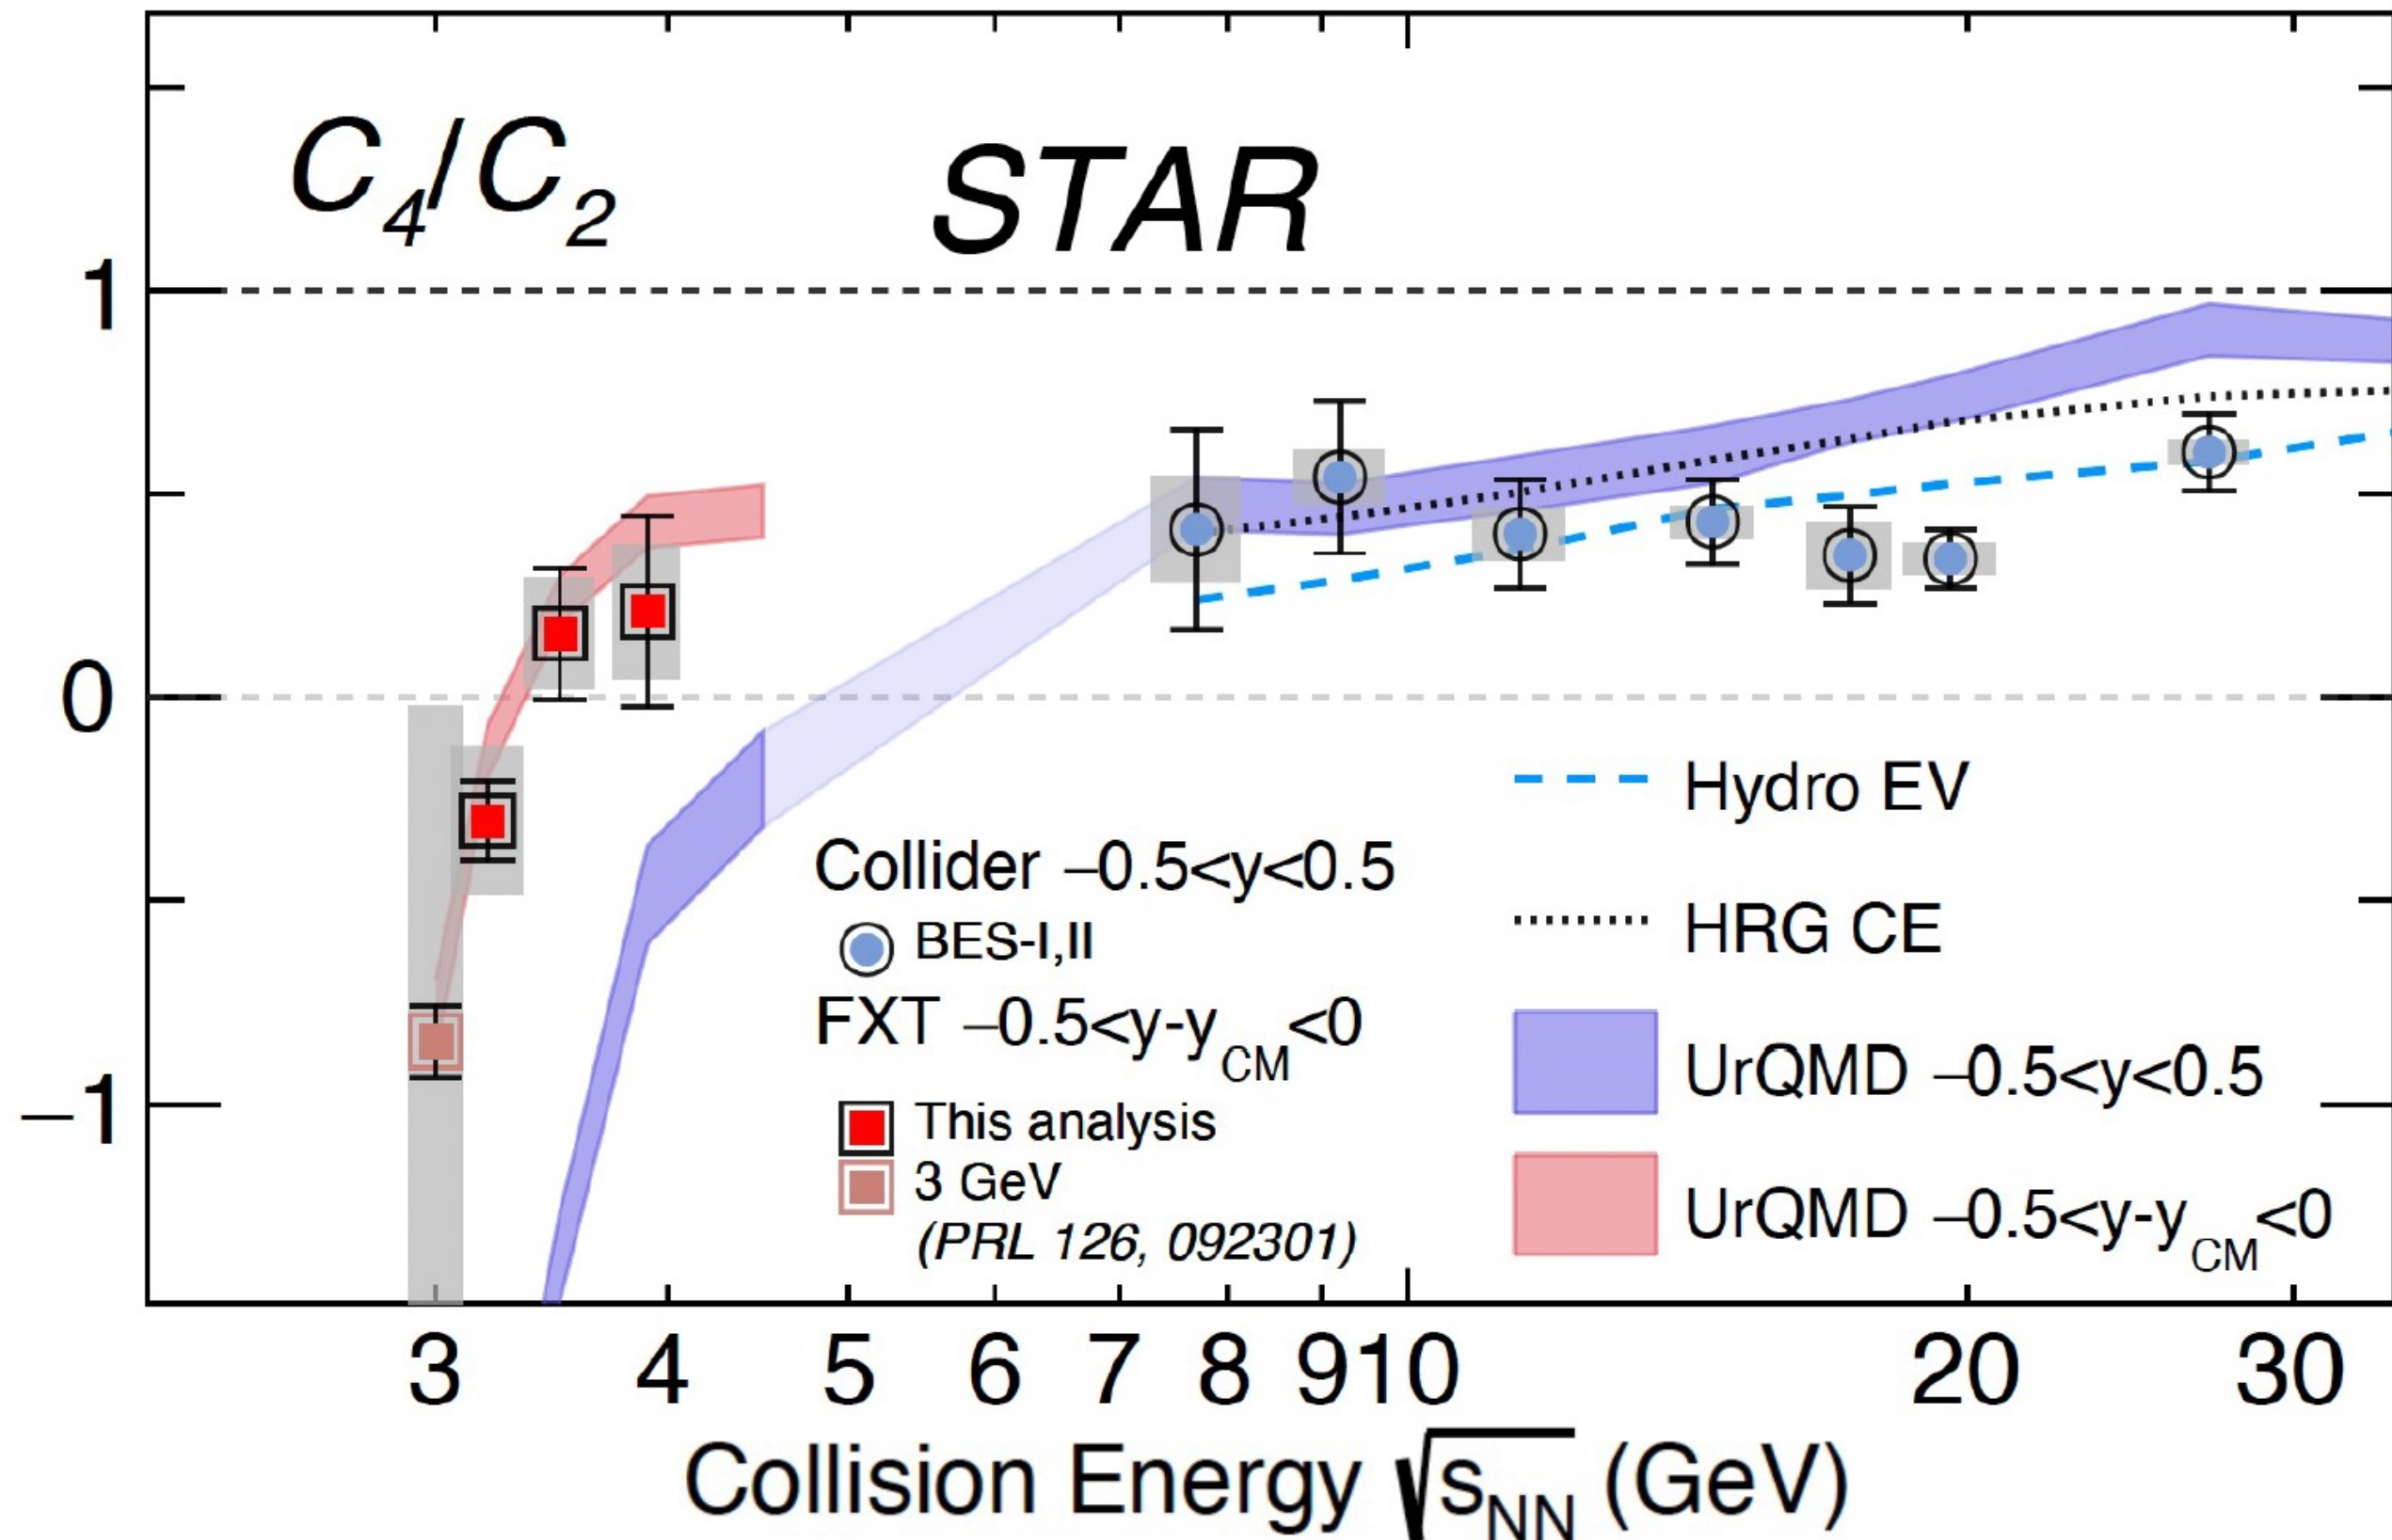 C4/C2
STAR
1
0
–1
Hydro EV
HRG CE
UrQMD –0.5<y<0.5
UrQMD –0.5<y-yCM<0
Collider –0.5<y<0.5
BES-I,II
FXT –0.5<y-yCM<0
This analysis
3 GeV
(PRL 126, 092301)
3 4 5 6 7 8 9 10 20 30
Collision Energy √sNN (GeV)